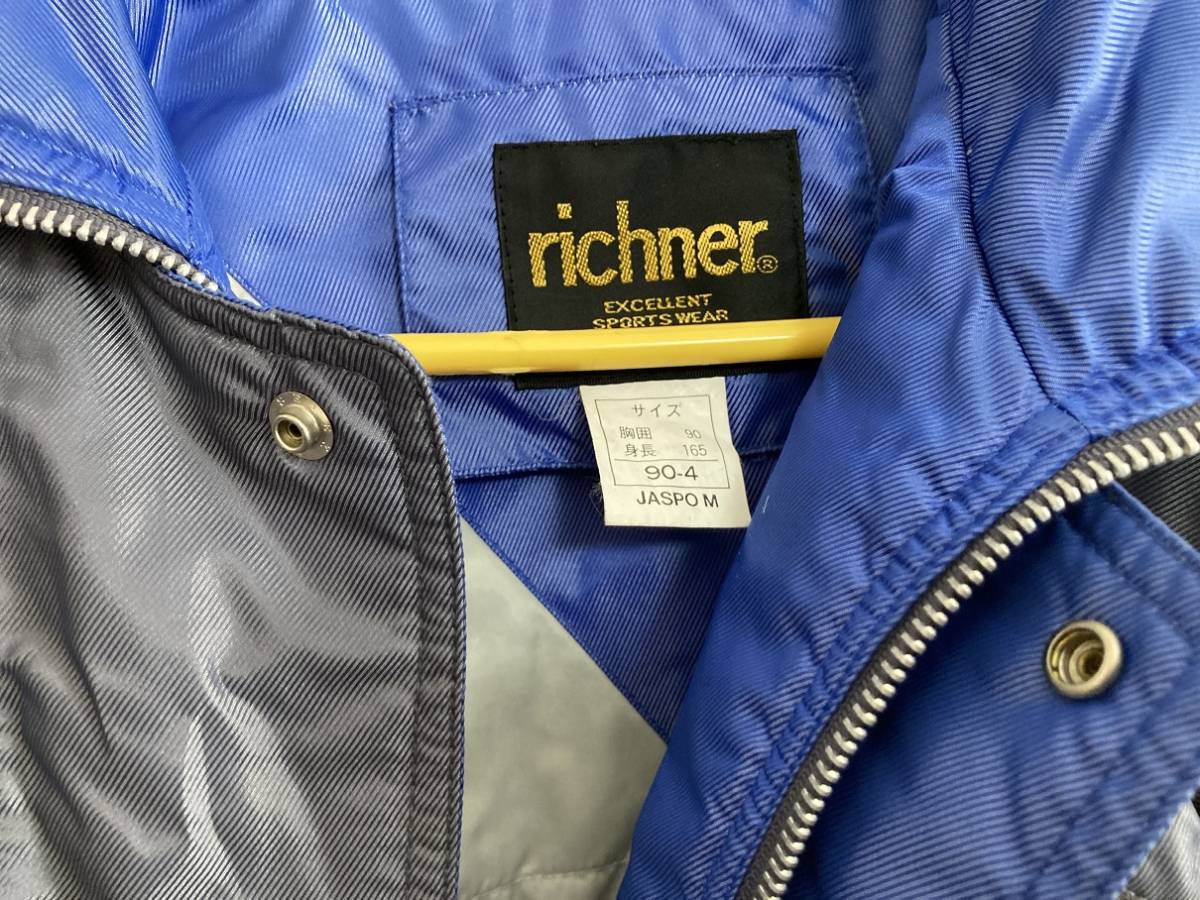 richner®
EXCELLENT
SPORTS WEAR
サイズ
胸囲 90
身長 165
90-4
JASPO M